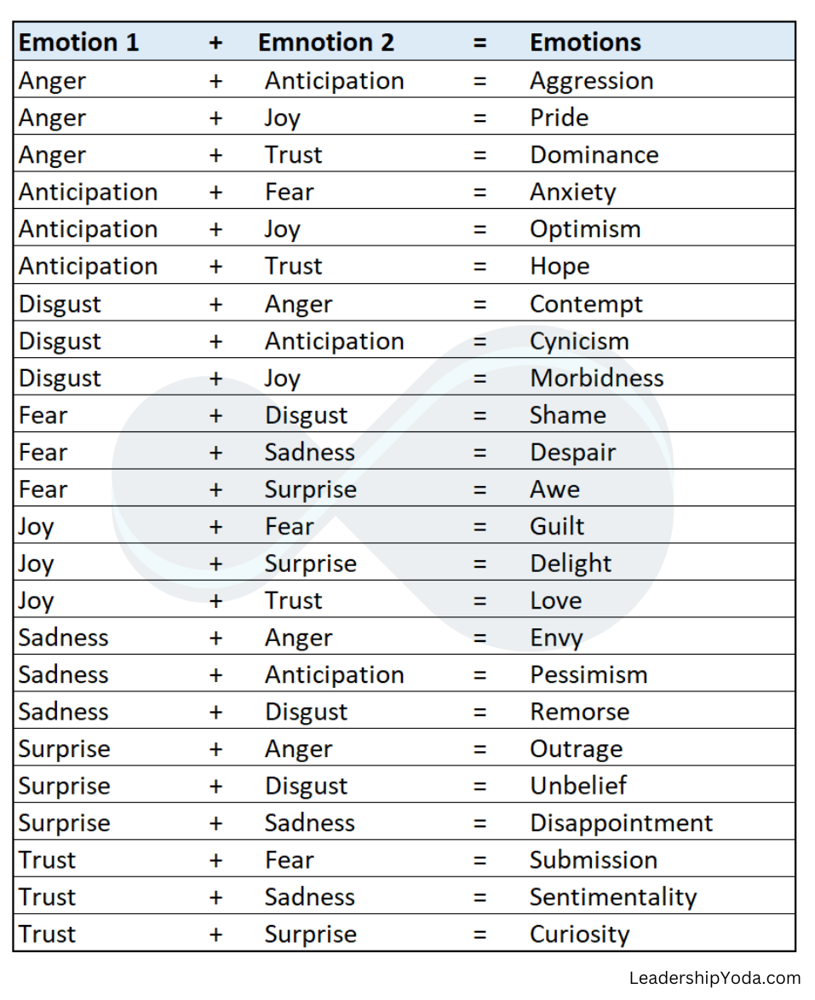 Emotion 1 + Emnotion 2 = Emotions
Anger + Anticipation = Aggression
Anger + Joy = Pride
Anger + Trust = Dominance
Anticipation + Fear = Anxiety
Anticipation + Joy = Optimism
Anticipation + Trust = Hope
Disgust + Anger = Contempt
Disgust + Anticipation = Cynicism
Disgust + Joy = Morbidness
Fear + Disgust = Shame
Fear + Sadness = Despair
Fear + Surprise = Awe
Joy + Fear = Guilt
Joy + Surprise = Delight
Joy + Trust = Love
Sadness + Anger = Envy
Sadness + Anticipation = Pessimism
Sadness + Disgust = Remorse
Surprise + Anger = Outrage
Surprise + Disgust = Unbelief
Surprise + Sadness = Disappointment
Trust + Fear = Submission
Trust + Sadness = Sentimentality
Trust + Surprise = Curiosity
LeadershipYoda.com